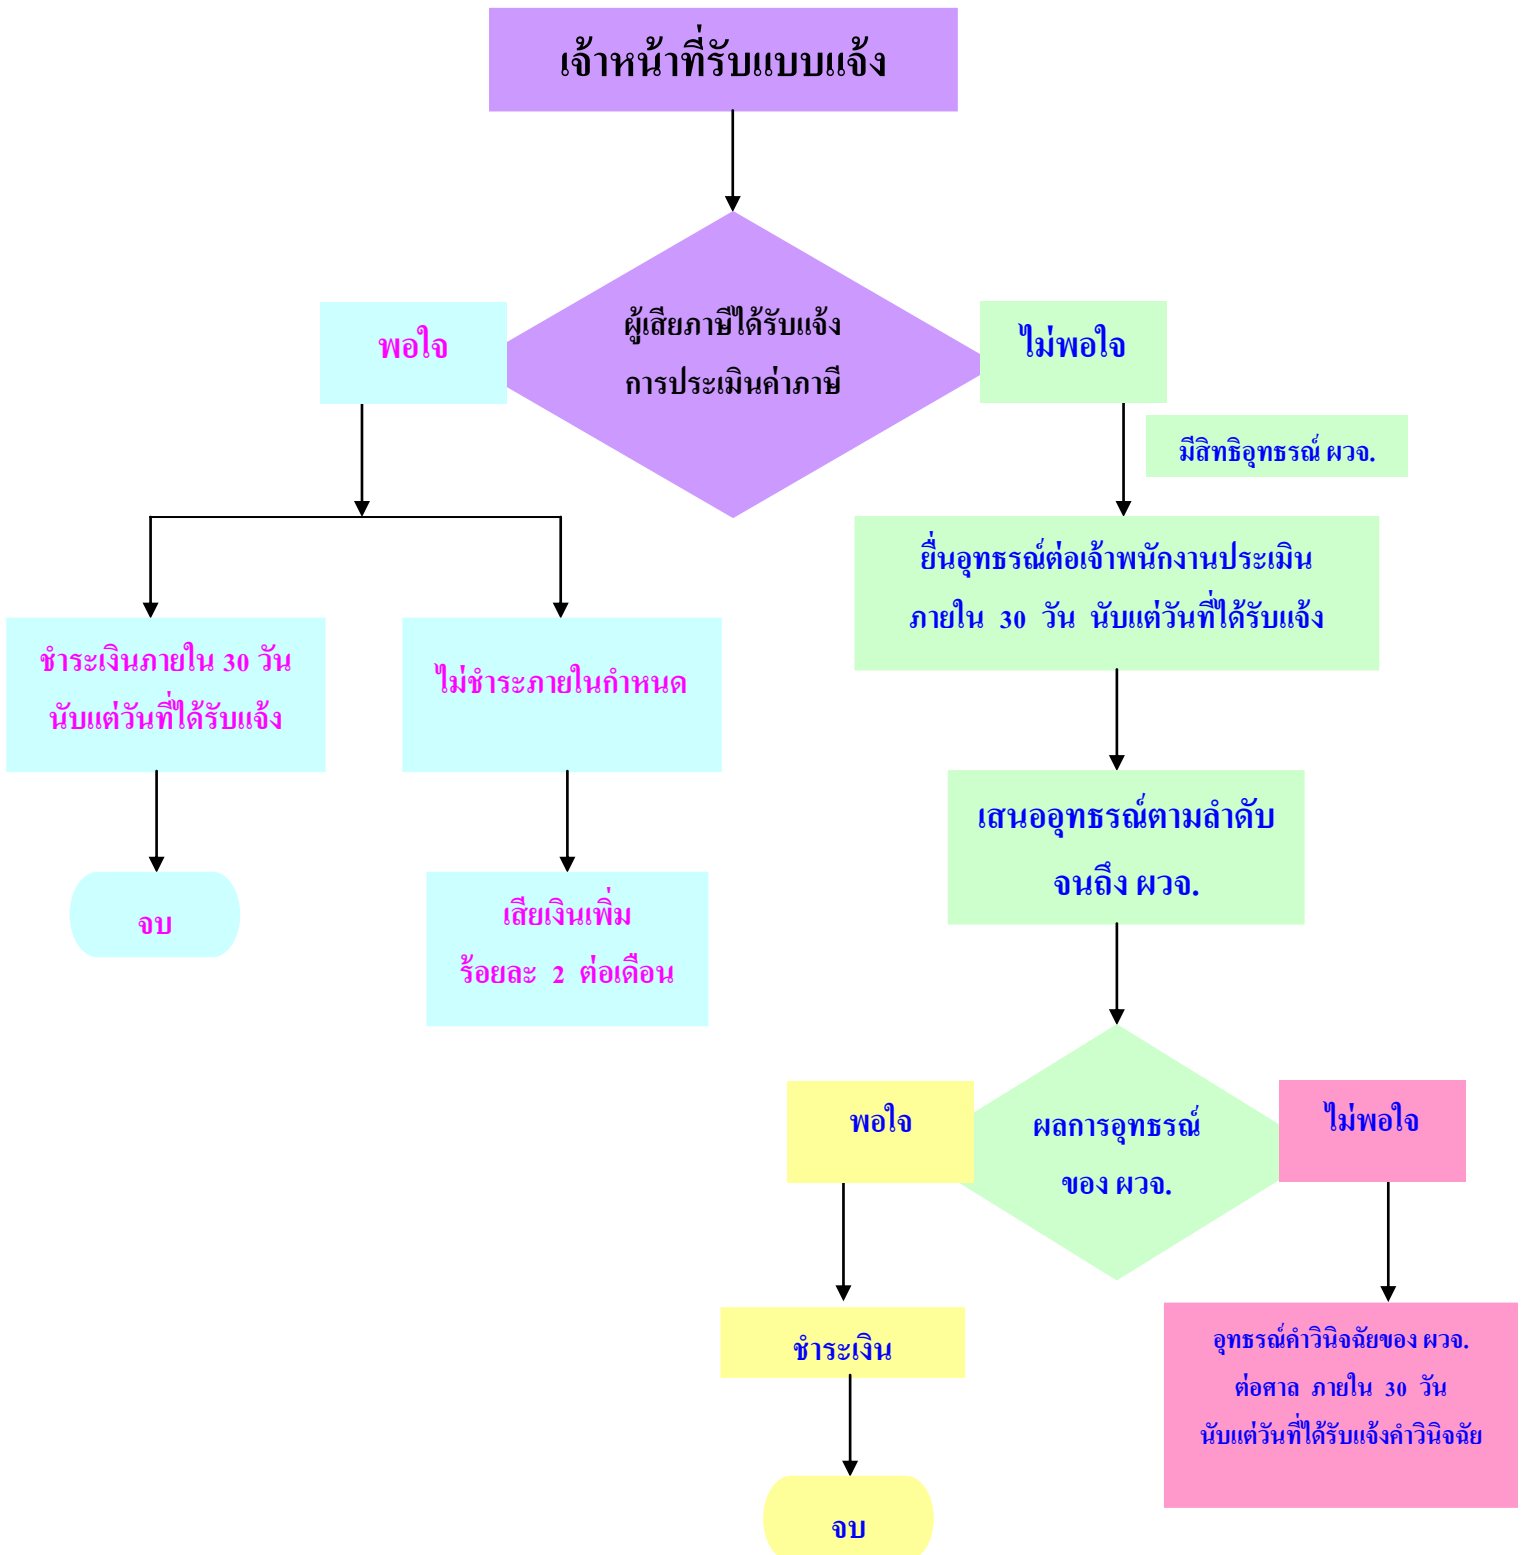 เจ้าหน้าที่รับแบบแจ้ง
ผู้เสียภาษีได้รับแจ้ง
การประเมินค่าภาษี
พอใจ
ไม่พอใจ
มีสิทธิอุทธรณ์ ผวจ.
ชำระเงินภายใน 30 วัน
นับแต่วันที่ได้รับแจ้ง
ไม่ชำระภายในกำหนด
ยื่นอุทธรณ์ต่อเจ้าพนักงานประเมิน
ภายใน 30 วัน นับแต่วันที่ได้รับแจ้ง
จบ
เสียเงินเพิ่ม
ร้อยละ 2 ต่อเดือน
เสนออุทธรณ์ตามลำดับ
จนถึง ผวจ.
พอใจ
ผลการอุทธรณ์
ของ ผวจ.
ไม่พอใจ
ชำระเงิน
จบ
อุทธรณ์คำวินิจฉัยของ ผวจ.
ต่อศาล ภายใน 30 วัน
นับแต่วันที่ได้รับแจ้งคำวินิจฉัย